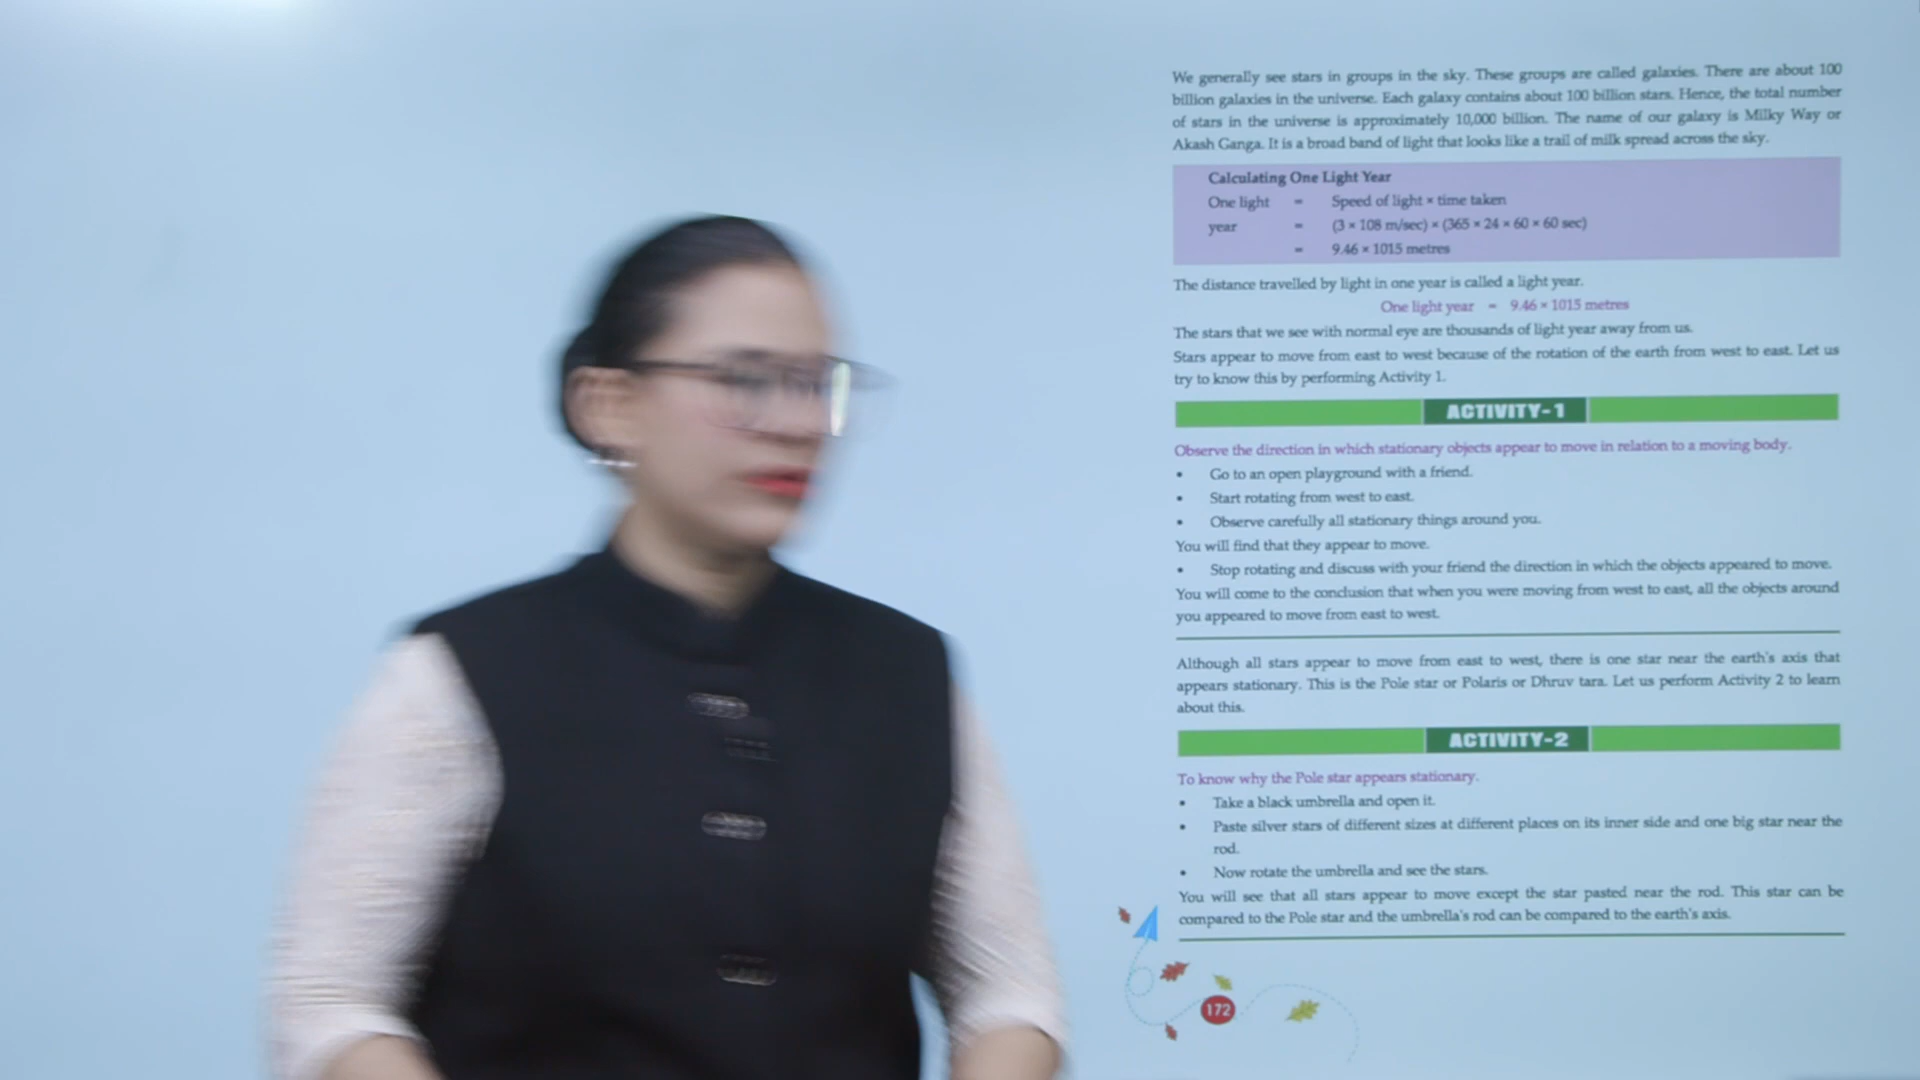 We generally see stars in groups in the sky. These groups are called galaxies. There are about 100
billion galaxies in the universe. Each galaxy contains about 100 billion stars. Hence, the total number
of stars in the universe is approximately 10,000 billion. The name of our galaxy is Milky Way or
Akash Ganga. It is a broad band of light that looks like a trail of milk spread across the sky.
Calculating One Light Year
One light = Speed of light × time taken
year = (3 × 108 m/sec) × (365 × 24 × 60 × 60 sec)
= 9.46 × 1015 metres
The distance travelled by light in one year is called a light year.
One light year = 9.46 × 1015 metres
The stars that we see with normal eye are thousands of light year away from us.
Stars appear to move from east to west because of the rotation of the earth from west to east. Let us
try to know this by performing Activity 1.
ACTIVITY-1
Observe the direction in which stationary objects appear to move in relation to a moving body.
• Go to an open playground with a friend.
• Start rotating from west to east.
• Observe carefully all stationary things around you.
You will find that they appear to move.
• Stop rotating and discuss with your friend the direction in which the objects appeared to move.
You will come to the conclusion that when you were moving from west to east, all the objects around
you appeared to move from east to west.
Although all stars appear to move from east to west, there is one star near the earth's axis that
appears stationary. This is the Pole star or Polaris or Dhruv tara. Let us perform Activity 2 to learn
about this.
ACTIVITY-2
To know why the Pole star appears stationary.
• Take a black umbrella and open it.
• Paste silver stars of different sizes at different places on its inner side and one big star near the
rod.
• Now rotate the umbrella and see the stars.
You will see that all stars appear to move except the star pasted near the rod. This star can be
compared to the Pole star and the umbrella's rod can be compared to the earth's axis.
172